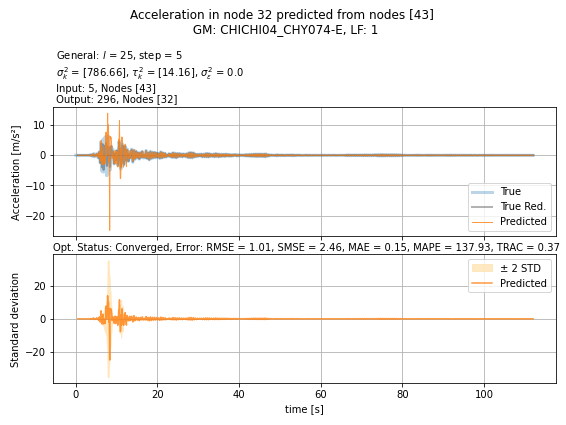 Acceleration in node 32 predicted from nodes [43]
GM: CHICHI04_CHY074-E, LF: 1
General: l = 25, step = 5
σ²ₖ = [786.66], τ²ₖ = [14.16], σ²ε = 0.0
Input: 5, Nodes [43]
Output: 296, Nodes [32]
Acceleration [m/s²]
10
0
−10
−20
True
True Red.
Predicted
Opt. Status: Converged, Error: RMSE = 1.01, SMSE = 2.46, MAE = 0.15, MAPE = 137.93, TRAC = 0.37
Standard deviation
20
0
−20
± 2 STD
Predicted
0 20 40 60 80 100
time [s]